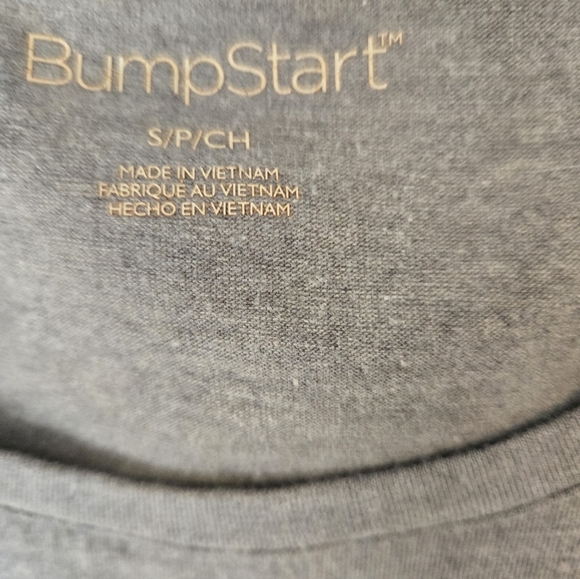 BumpStart™
S/P/CH
MADE IN VIETNAM
FABRIQUE AU VIETNAM
HECHO EN VIETNAM